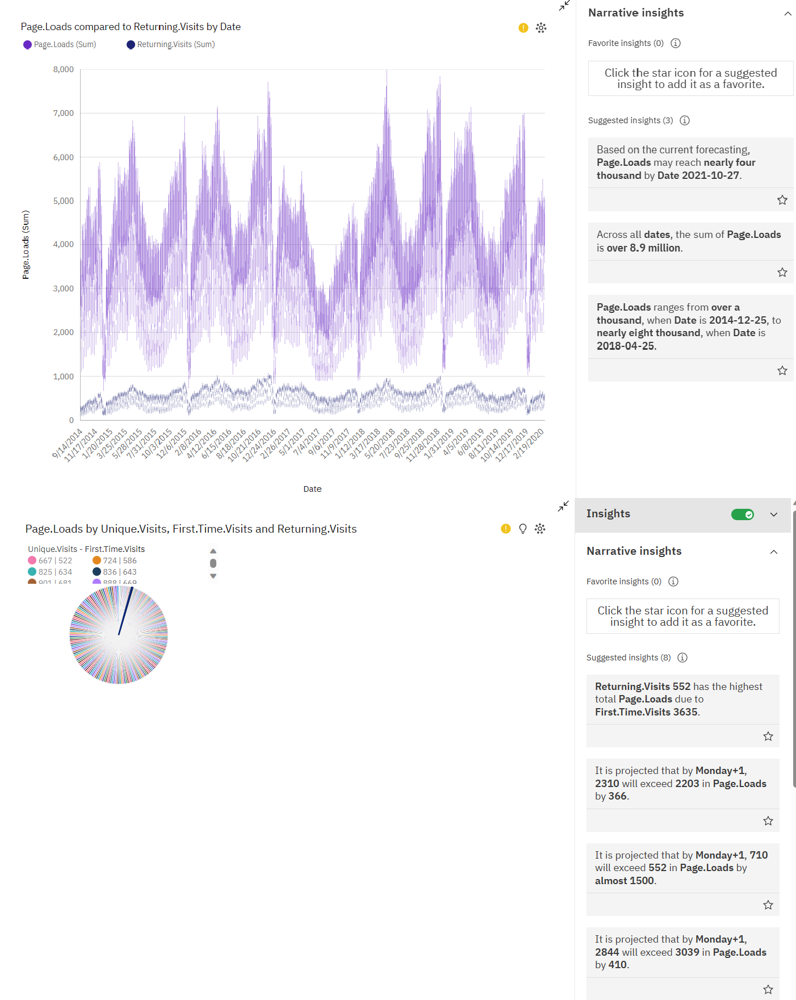 Page.Loads compared to Returning.Visits by Date
Page.Loads (Sum)
Returning.Visits (Sum)
8,000
7,000
6,000
5,000
4,000
3,000
2,000
1,000
0
Page.Loads (Sum)
9/14/2014
11/17/2014
1/20/2015
3/25/2015
5/28/2015
7/31/2015
10/3/2015
12/6/2015
2/8/2016
4/12/2016
6/15/2016
8/18/2016
10/21/2016
12/24/2016
2/26/2017
5/1/2017
7/4/2017
9/6/2017
11/9/2017
1/12/2018
3/17/2018
5/20/2018
7/23/2018
9/25/2018
11/28/2018
1/31/2019
4/5/2019
6/8/2019
8/11/2019
10/14/2019
12/17/2019
2/19/2020
Date
Narrative insights
Favorite insights (0)
Click the star icon for a suggested
insight to add it as a favorite.
Suggested insights (3)
Based on the current forecasting,
Page.Loads may reach nearly four
thousand by Date 2021-10-27.
Across all dates, the sum of Page.Loads
is over 8.9 million.
Page.Loads ranges from over a
thousand, when Date is 2014-12-25, to
nearly eight thousand, when Date is
2018-04-25.
Page.Loads by Unique.Visits, First.Time.Visits and Returning.Visits
Unique.Visits - First.Time.Visits
667 | 522
724 | 586
825 | 634
836 | 643
901 | 681
888 | 669
Insights
Narrative insights
Favorite insights (0)
Click the star icon for a suggested
insight to add it as a favorite.
Suggested insights (8)
Returning.Visits 552 has the highest
total Page.Loads due to
First.Time.Visits 3635.
It is projected that by Monday+1,
2310 will exceed 2203 in Page.Loads
by 366.
It is projected that by Monday+1, 710
will exceed 552 in Page.Loads by
almost 1500.
It is projected that by Monday+1,
2844 will exceed 3039 in Page.Loads
by 410.